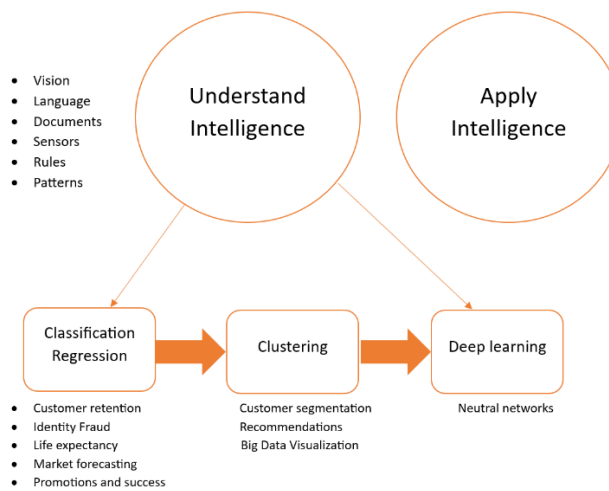 Understand
Intelligence
Apply
Intelligence
• Vision
• Language
• Documents
• Sensors
• Rules
• Patterns
Classification
Regression
Clustering
Deep learning
• Customer retention
• Identity Fraud
• Life expectancy
• Market forecasting
• Promotions and success
Customer segmentation
Recommendations
Big Data Visualization
Neutral networks